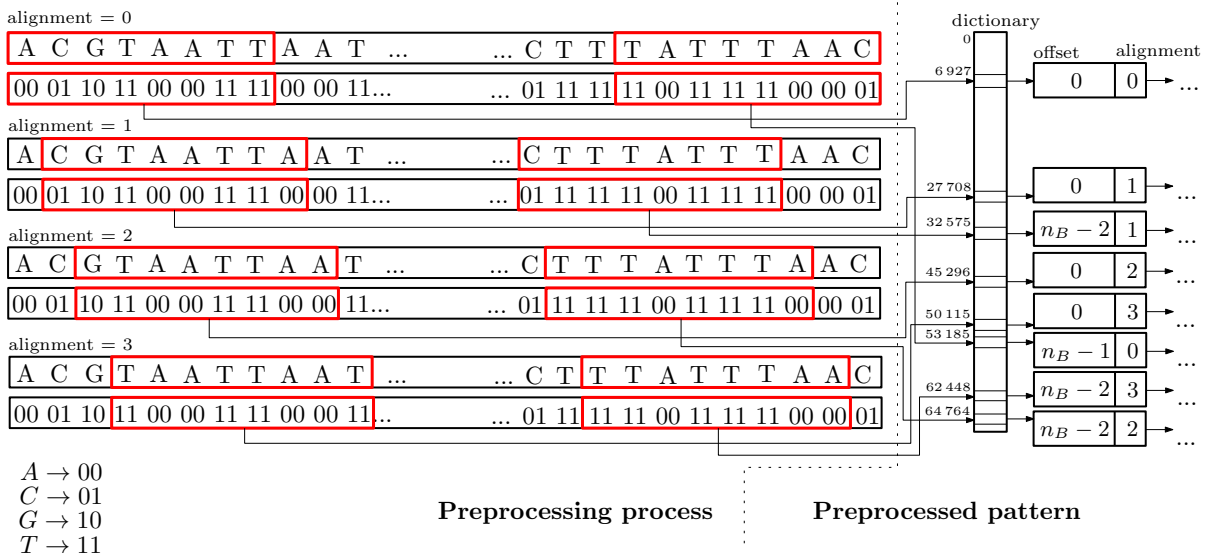 alignment = 0
A C G T A A T T A A T ... ... C T T T A T T T A A C
00 01 10 11 00 00 11 11 00 00 11 ... ... 01 11 11 11 00 11 11 11 00 00 01
alignment = 1
A C G T A A T T A A T ... ... C T T T A T T T A A C
00 01 10 11 00 00 11 11 00 00 11... ... 01 11 11 11 00 11 11 11 00 00 01
alignment = 2
A C G T A A T T A A T ... ... C T T T A T T T A A C
00 01 10 11 00 00 11 11 00 00 11... ... 01 11 11 11 00 11 11 11 00 00 01
alignment = 3
A C G T A A T T A A T ... ... C T T T A T T T A A C
00 01 10 11 00 00 11 11 00 00 11... ... 01 11 11 11 00 11 11 11 00 00 01
A → 00
C → 01
G → 10
T → 11
Preprocessing process
dictionary
0
6 927
27 708
32 575
45 296
50 115
53 185
62 448
64 764
offset alignment
0 0 ...
0 1 ...
n_B − 2 1 ...
0 2 ...
0 3 ...
n_B − 1 0 ...
n_B − 2 3 ...
n_B − 2 2 ...
Preprocessed pattern